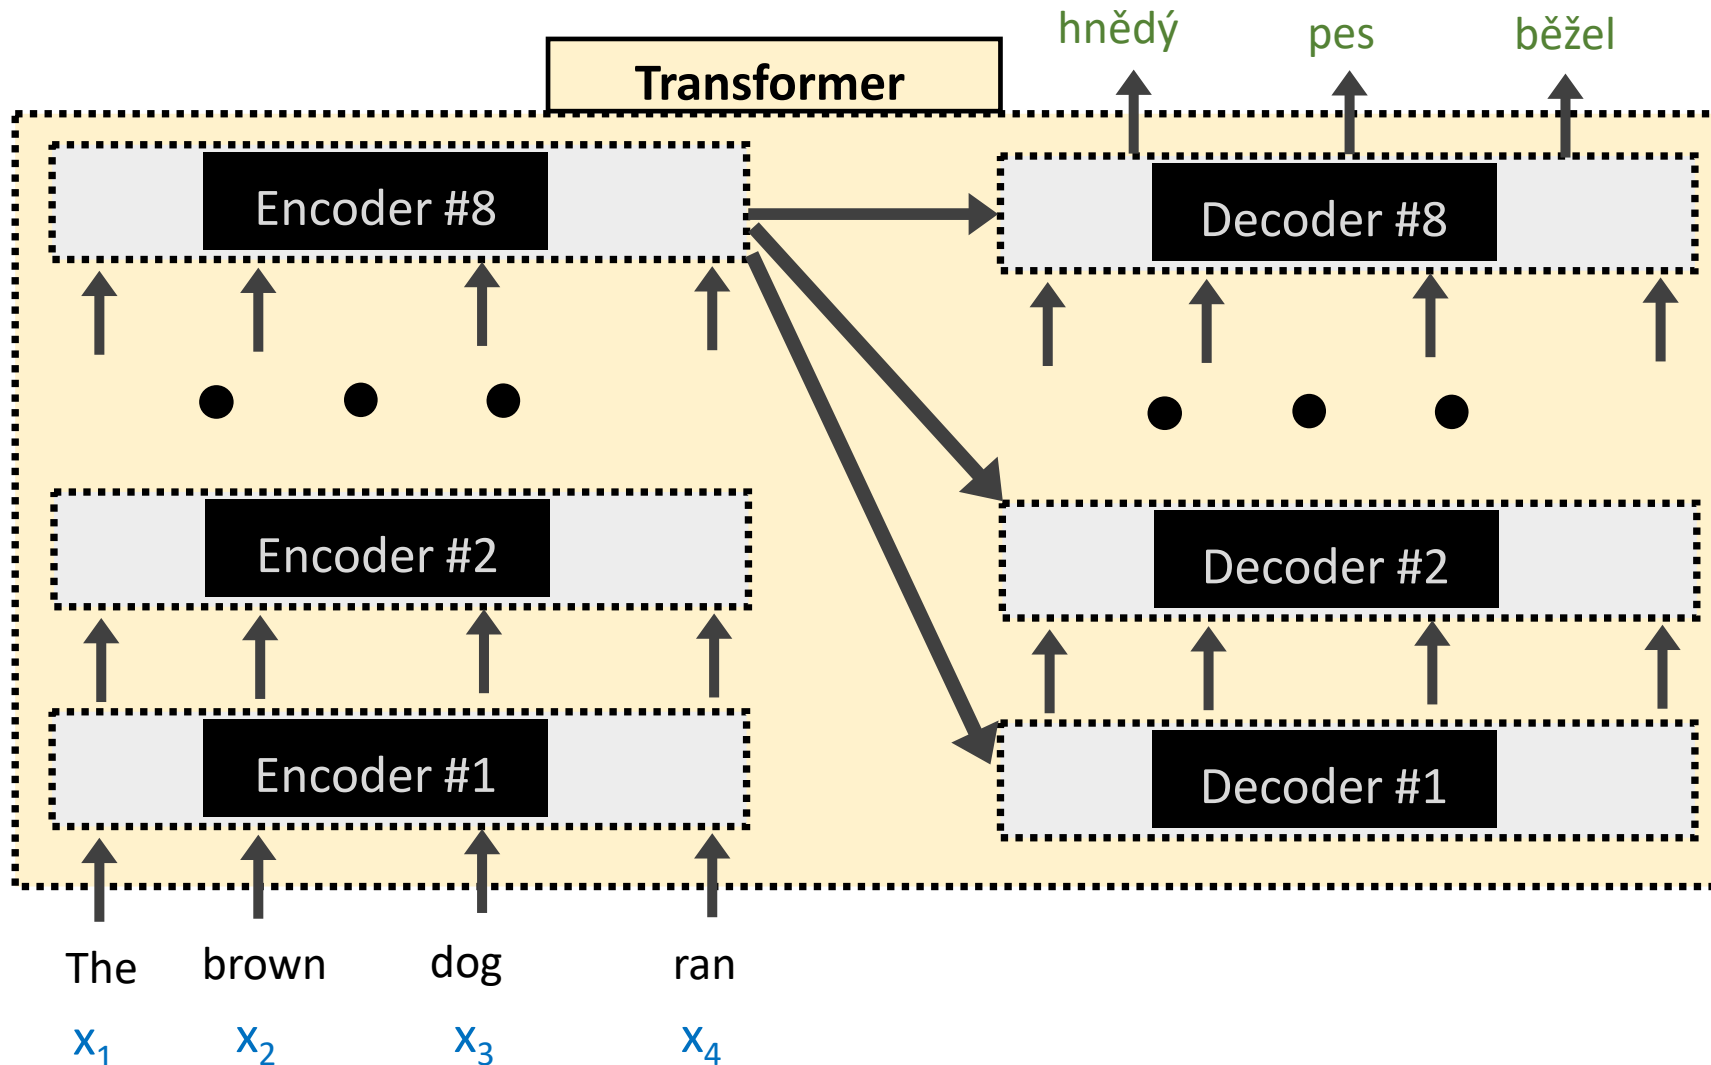 hnědý pes běžel
Transformer
Encoder #8
Decoder #8
Encoder #2
Decoder #2
Encoder #1
Decoder #1
The brown dog ran
x₁ x₂ x₃ x₄